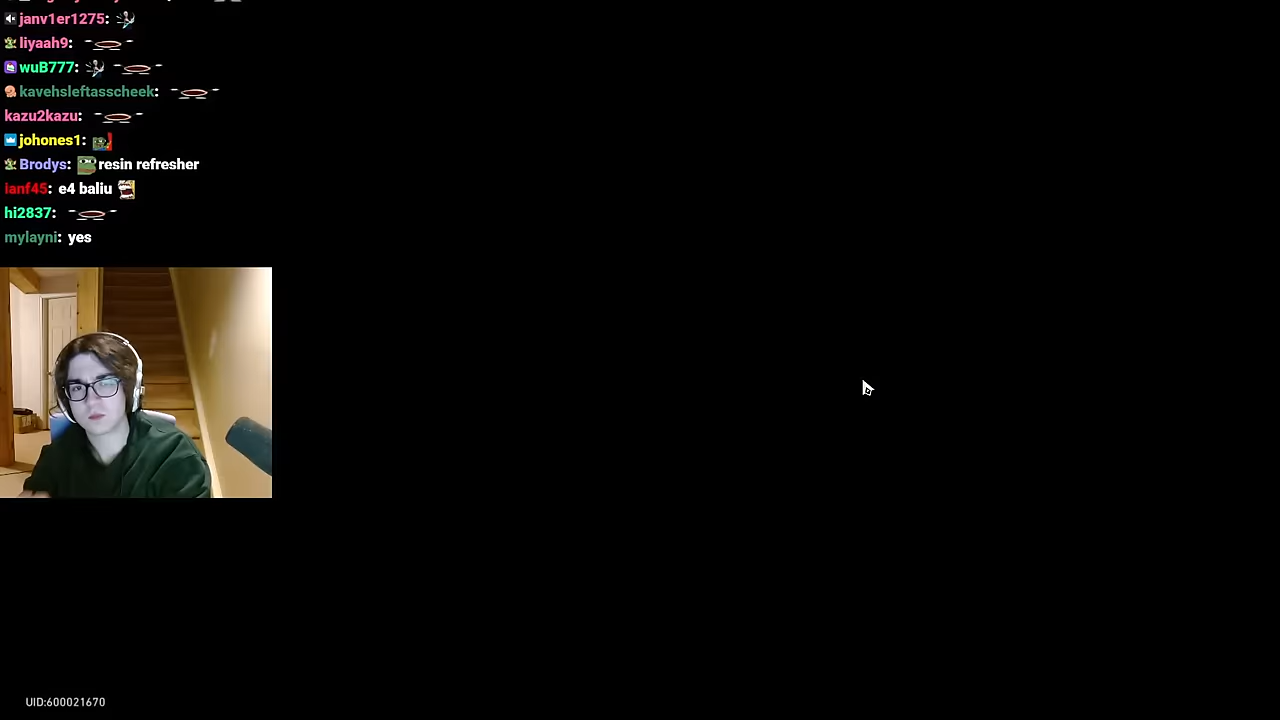 janv1er1275:
liyaah9:
wuB777:
kavehsleftasscheek:
kazu2kazu:
johones1:
Brodys: resin refresher
ianf45: e4 baliu
hi2837:
mylayni: yes
UID:600021670